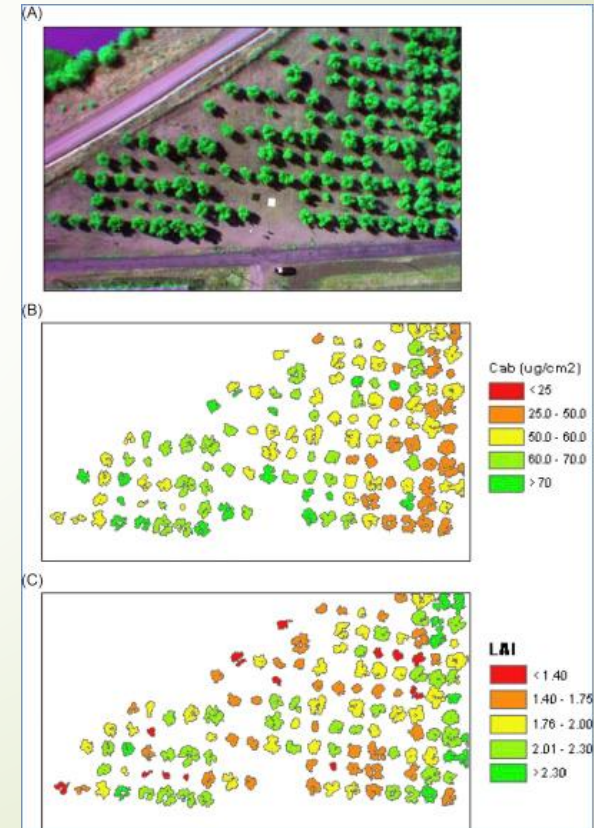 (A)
(B)
Cab (ug/cm2)
< 25
25.0 - 50.0
50.0 - 60.0
60.0 - 70.0
> 70
(C)
LAI
< 1.40
1.40 - 1.75
1.76 - 2.00
2.01 - 2.30
> 2.30